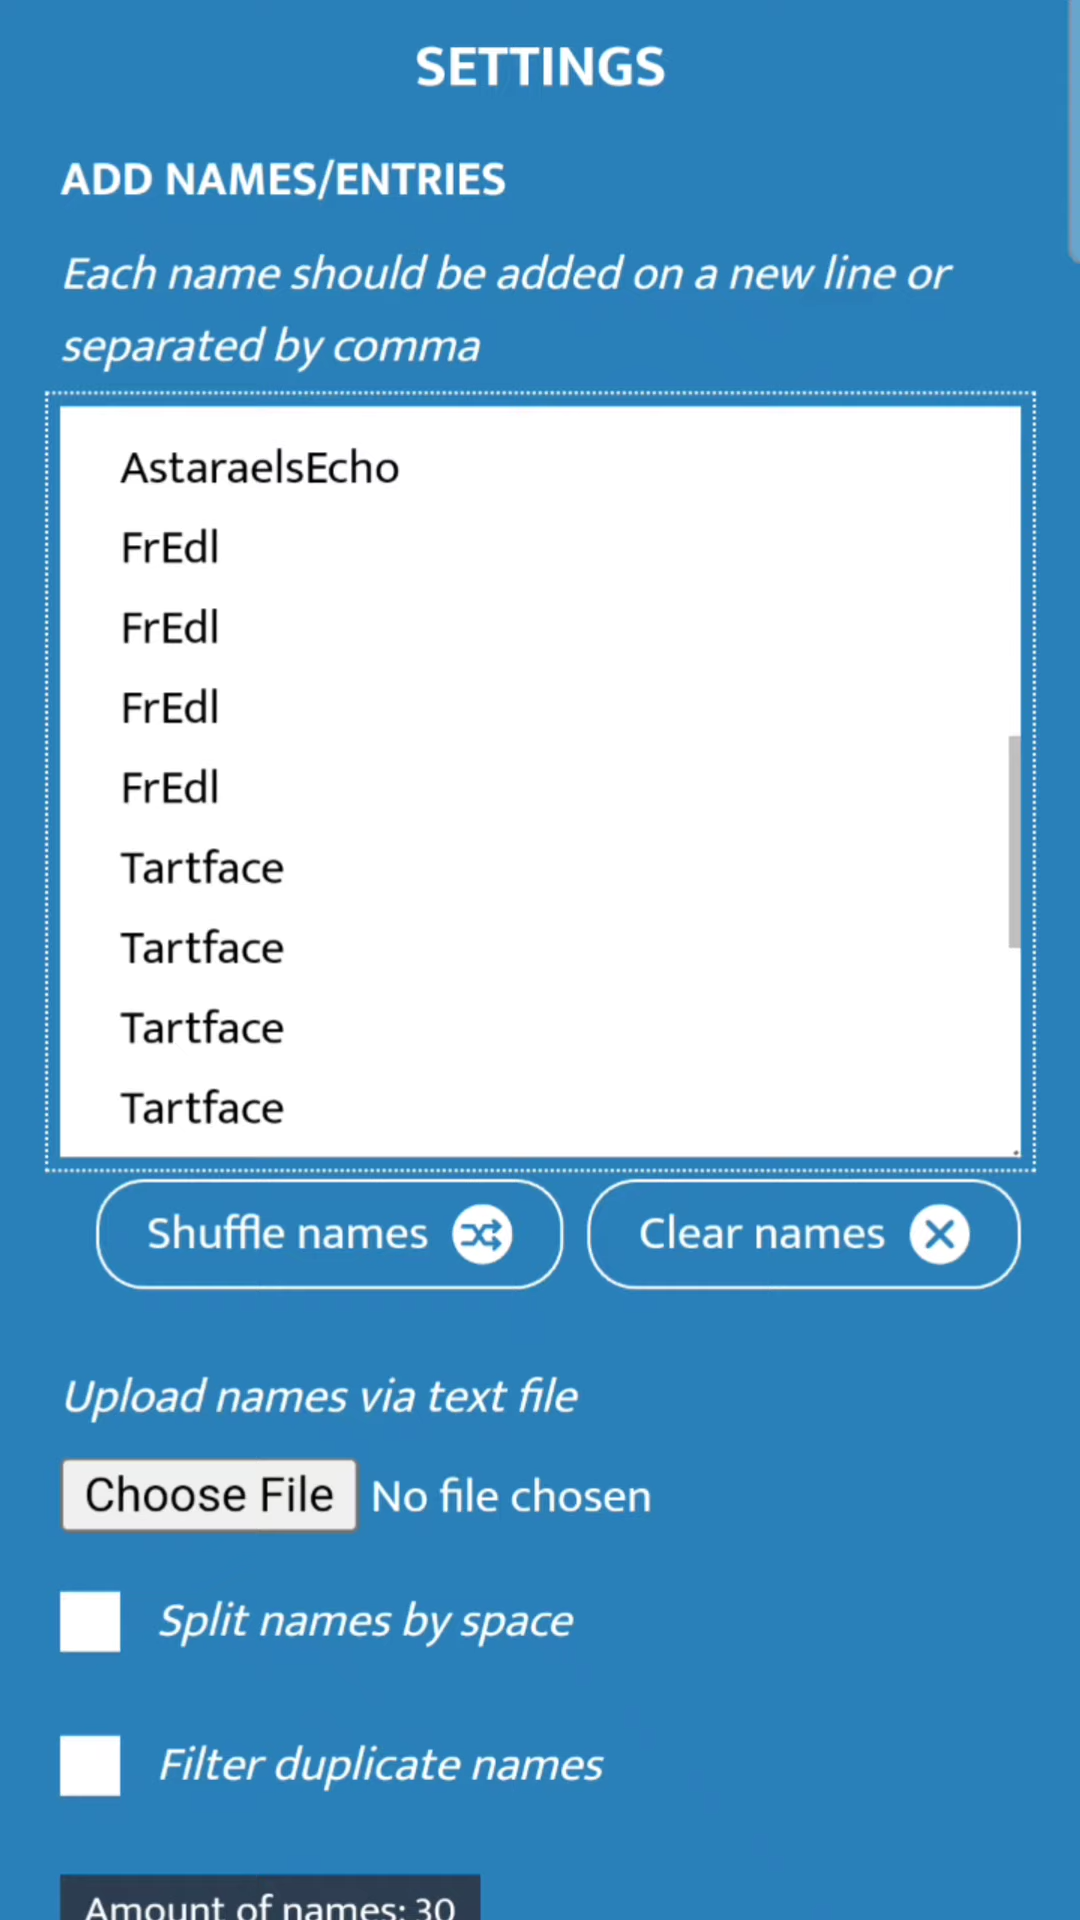 SETTINGS
ADD NAMES/ENTRIES
Each name should be added on a new line or
separated by comma
AstaraelsEcho
FrEdl
FrEdl
FrEdl
FrEdl
Tartface
Tartface
Tartface
Tartface
Shuffle names
Clear names
Upload names via text file
Choose File No file chosen
Split names by space
Filter duplicate names
Amount of names: 30